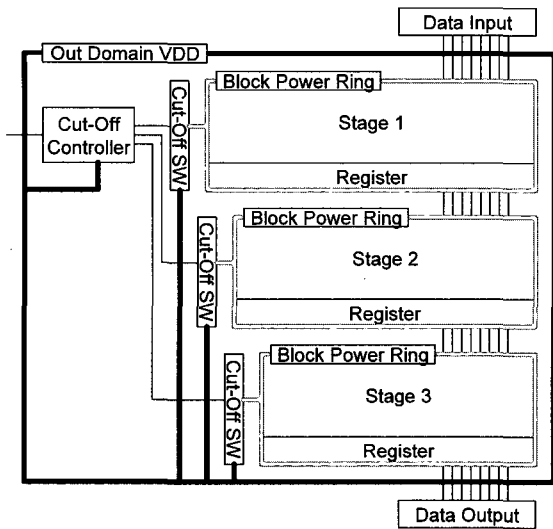 Data Input
Out Domain VDD
Block Power Ring
Cut-Off
Controller
Cut-Off SW
Stage 1
Register
Block Power Ring
Cut-Off SW
Stage 2
Register
Block Power Ring
Cut-Off SW
Stage 3
Register
Data Output